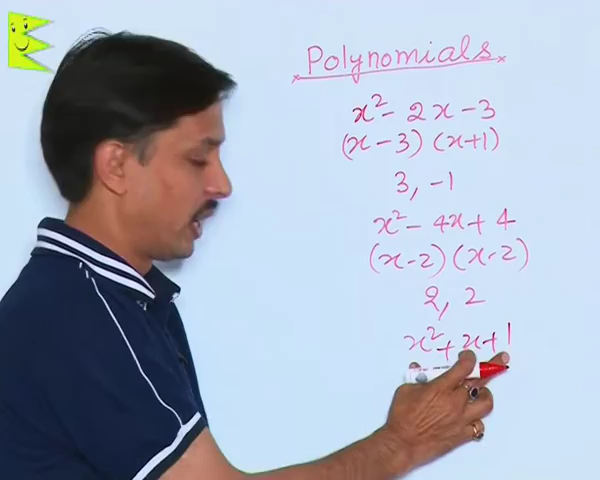 Polynomials
x² - 2x - 3
(x - 3) (x + 1)
3, -1
x² - 4x + 4
(x - 2) (x - 2)
2, 2
x² + x + 1